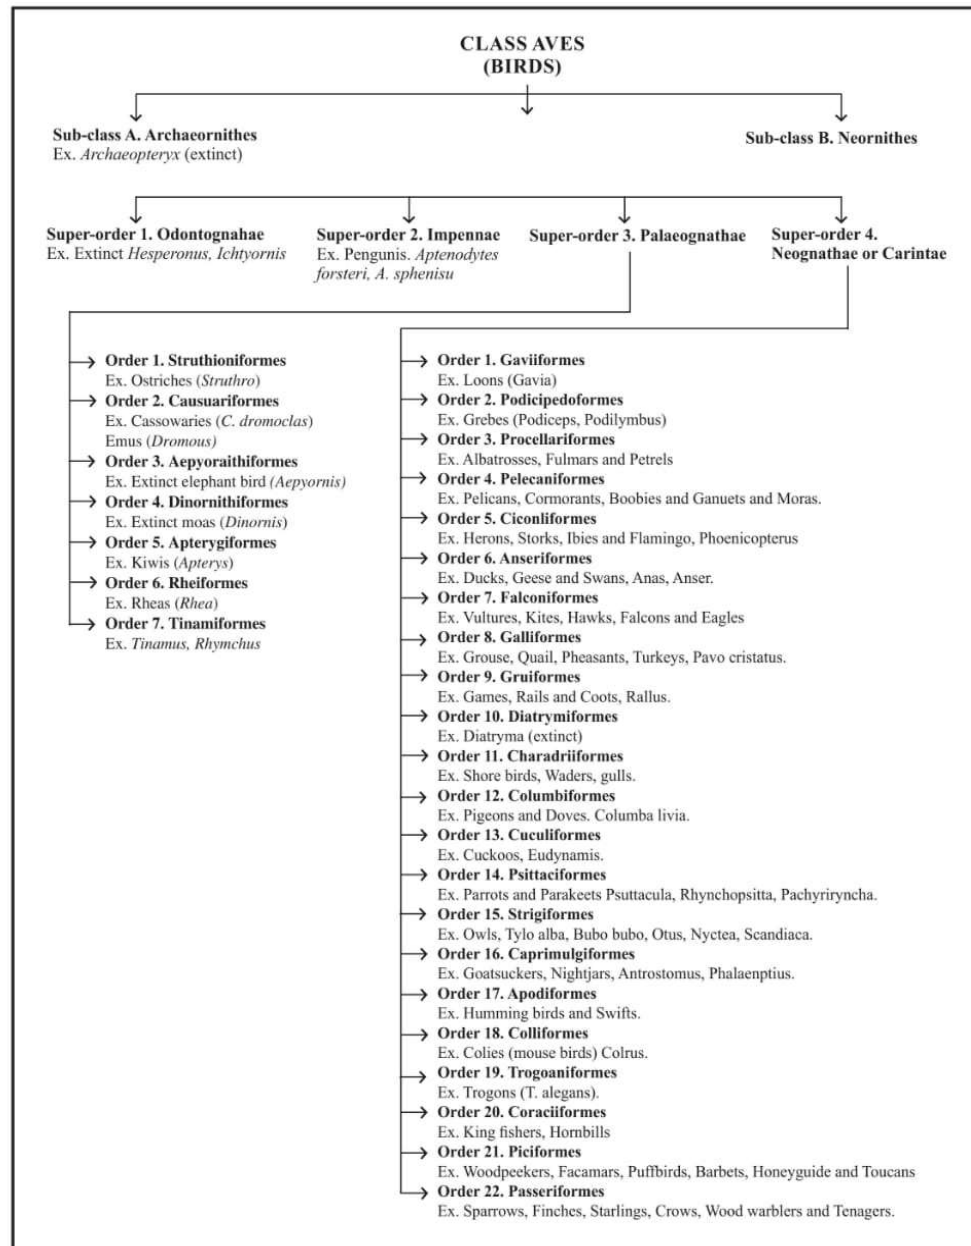 CLASS AVES
(BIRDS)
Sub-class A. Archaeornithes
Ex. Archaeopteryx (extinct)
Sub-class B. Neornithes
Super-order 1. Odontognahae
Ex. Extinct Hesperonus, Ichtyornis
Super-order 2. Impennae
Ex. Pengunis. Aptenodytes
forsteri, A. sphenisu
Super-order 3. Palaeognathae
Super-order 4.
Neognathae or Carintae
Order 1. Struthioniformes
Ex. Ostriches (Struthro)
Order 2. Causuariformes
Ex. Cassowaries (C. dromoclas)
Emus (Dromous)
Order 3. Aepyoraithiformes
Ex. Extinct elephant bird (Aepyornis)
Order 4. Dinornithiformes
Ex. Extinct moas (Dinornis)
Order 5. Apterygiformes
Ex. Kiwis (Apterys)
Order 6. Rheiformes
Ex. Rheas (Rhea)
Order 7. Tinamiformes
Ex. Tinamus, Rhymchus
Order 1. Gaviiformes
Ex. Loons (Gavia)
Order 2. Podicipedoformes
Ex. Grebes (Podiceps, Podilymbus)
Order 3. Procellariformes
Ex. Albatrosses, Fulmars and Petrels
Order 4. Pelecaniformes
Ex. Pelicans, Cormorants, Boobies and Ganuets and Moras.
Order 5. Ciconliformes
Ex. Herons, Storks, Ibies and Flamingo, Phoenicopterus
Order 6. Anseriformes
Ex. Ducks, Geese and Swans, Anas, Anser.
Order 7. Falconiformes
Ex. Vultures, Kites, Hawks, Falcons and Eagles
Order 8. Galliformes
Ex. Grouse, Quail, Pheasants, Turkeys, Pavo cristatus.
Order 9. Gruiformes
Ex. Games, Rails and Coots, Rallus.
Order 10. Diatrymiformes
Ex. Diatryma (extinct)
Order 11. Charadriiformes
Ex. Shore birds, Waders, gulls.
Order 12. Columbiformes
Ex. Pigeons and Doves. Columba livia.
Order 13. Cuculiformes
Ex. Cuckoos, Eudynamis.
Order 14. Psittaciformes
Ex. Parrots and Parakeets Psuttacula, Rhynchopsitta, Pachyriryncha.
Order 15. Strigiformes
Ex. Owls, Tylo alba, Bubo bubo, Otus, Nyctea, Scandiaca.
Order 16. Caprimulgiformes
Ex. Goatsuckers, Nightjars, Antrostomus, Phalaenptius.
Order 17. Apodiformes
Ex. Humming birds and Swifts.
Order 18. Colliformes
Ex. Colies (mouse birds) Colrus.
Order 19. Trogoaniformes
Ex. Trogons (T. alegans).
Order 20. Coraciiformes
Ex. King fishers, Hornbills
Order 21. Piciformes
Ex. Woodpeekers, Facamars, Puffbirds, Barbets, Honeyguide and Toucans
Order 22. Passeriformes
Ex. Sparrows, Finches, Starlings, Crows, Wood warblers and Tenagers.